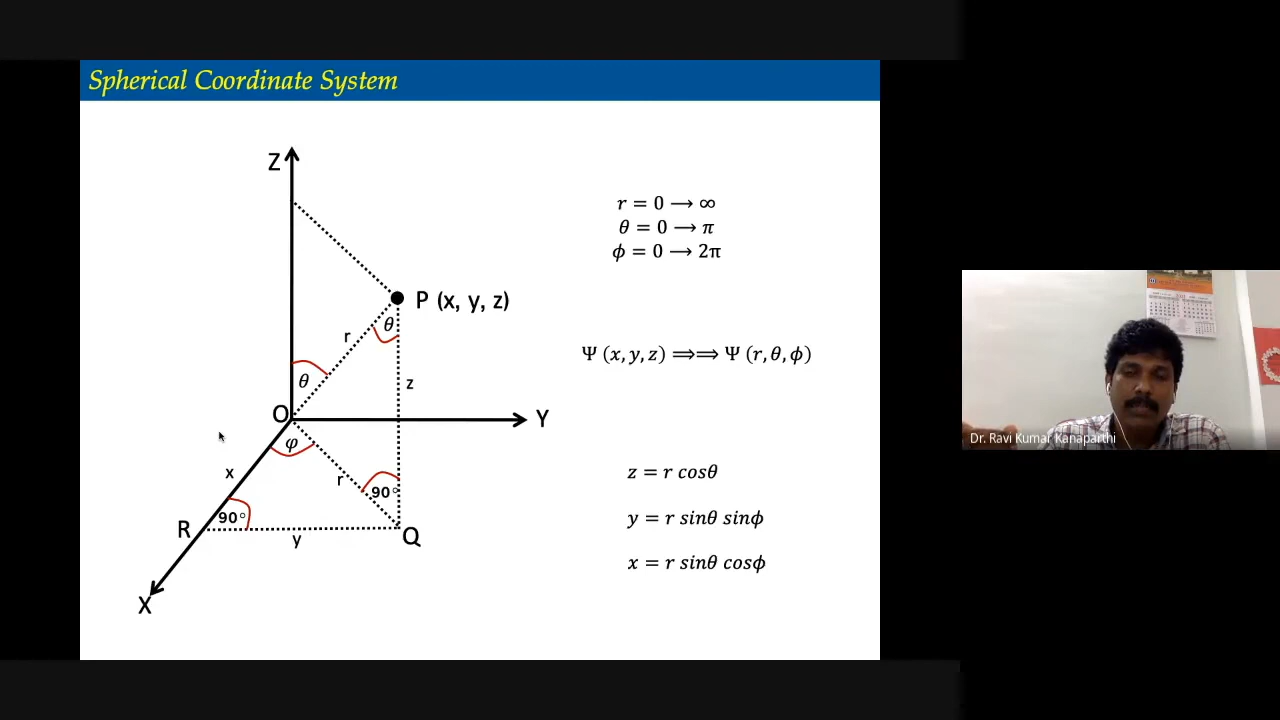 Spherical Coordinate System
Z
r = 0 ⟶ ∞
θ = 0 ⟶ π
ϕ = 0 ⟶ 2π
P (x, y, z)
θ
r
Ψ (x, y, z) ⟹⟹ Ψ (r, θ, ϕ)
θ
z
O
Y
φ
x
r
90°
z = r cosθ
R
90°
y
Q
y = r sinθ sinϕ
x = r sinθ cosϕ
X
Dr. Ravi Kumar Kanaparthi